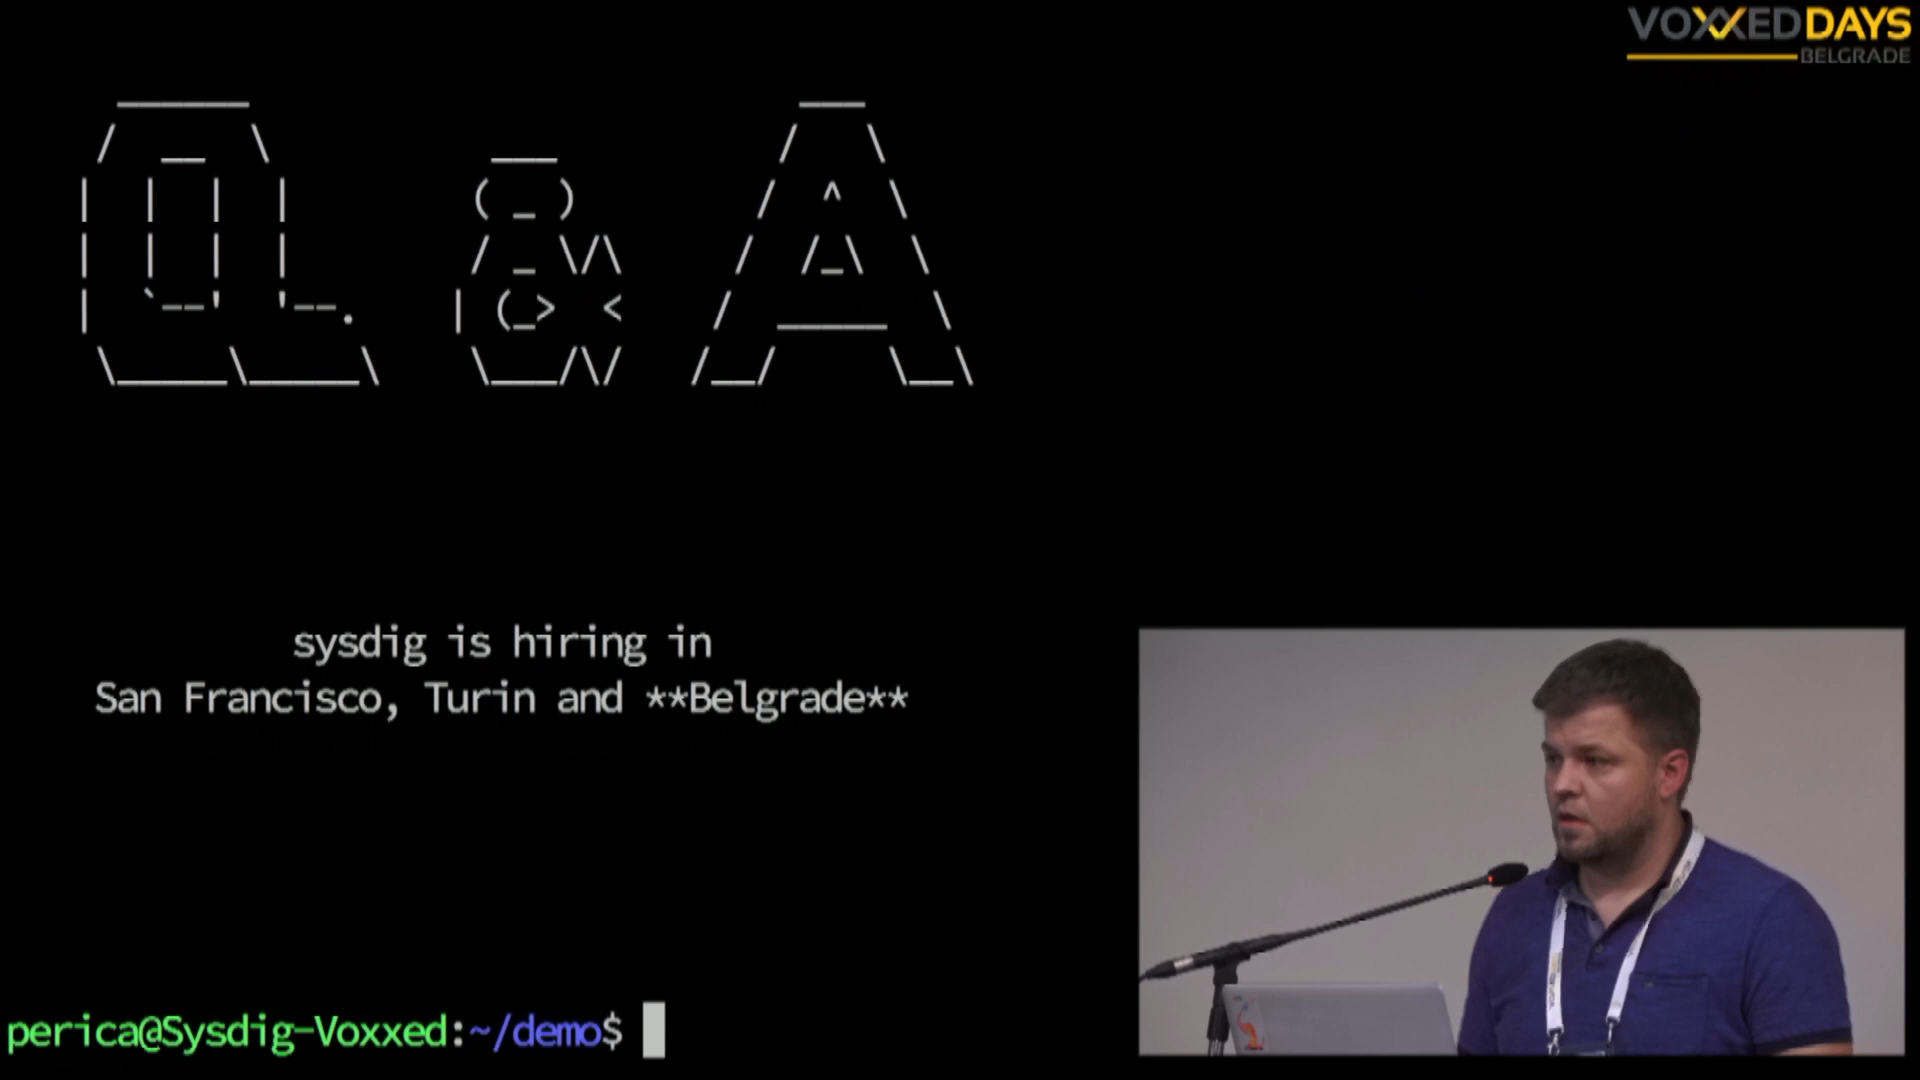 VOXXEDDAYS
BELGRADE
Q & A
sysdig is hiring in
San Francisco, Turin and **Belgrade**
perica@Sysdig-Voxxed:~/demo$